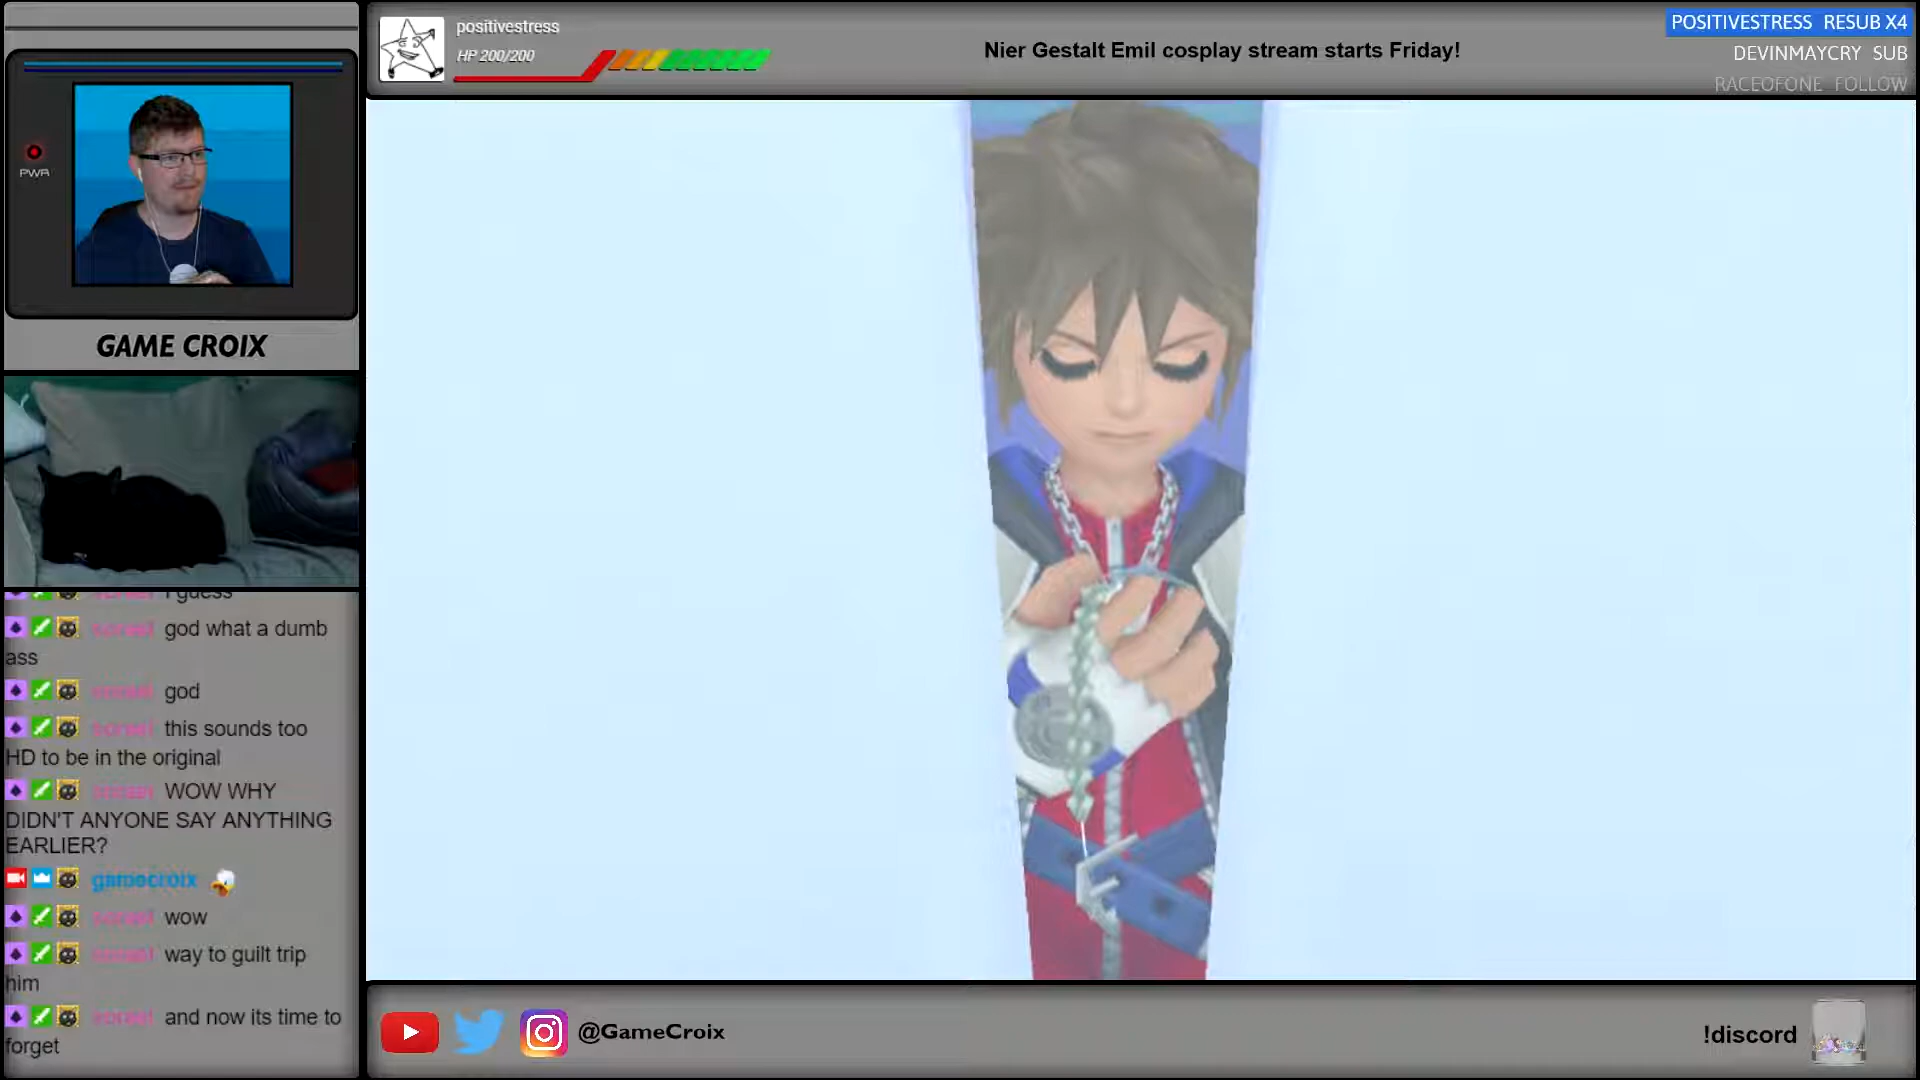 positivestress
HP 200/200
Nier Gestalt Emil cosplay stream starts Friday!
POSITIVESTRESS RESUB X4
DEVINMAYCRY SUB
RACEOFONE FOLLOW
PWR
GAME CROIX
I guess
god what a dumb
ass
god
this sounds too
HD to be in the original
WOW WHY
DIDN'T ANYONE SAY ANYTHING
EARLIER?
gamecroix
wow
way to guilt trip
him
and now its time to
forget
@GameCroix
!discord